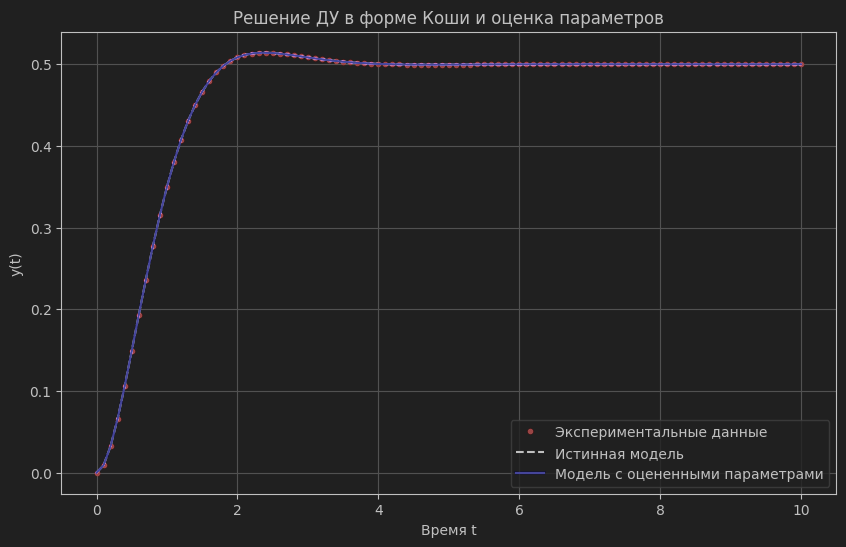 Решение ДУ в форме Коши и оценка параметров
y(t)
0.5
0.4
0.3
0.2
0.1
0.0
0
2
4
6
8
10
Время t
Экспериментальные данные
Истинная модель
Модель с оцененными параметрами